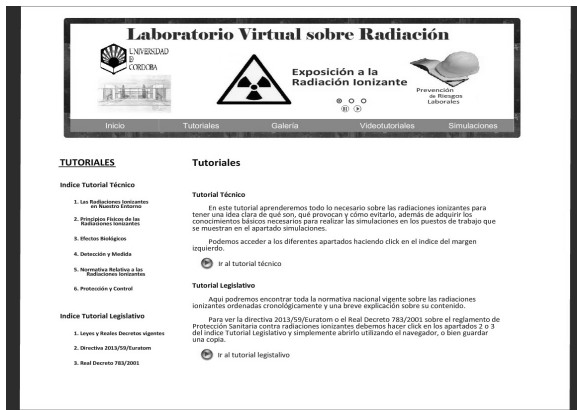 Laboratorio Virtual sobre Radiación
UNIVERSIDAD
D
CORDOBA
Exposición a la
Radiación Ionizante
Prevención
de Riesgos
Laborales
Inicio
Tutoriales
Galería
Videotutoriales
Simulaciones
TUTORIALES
Indice Tutorial Técnico
1. Las Radiaciones Ionizantes
en Nuestro Entorno
2. Principios Físicos de las
Radiaciones Ionizantes
3. Efectos Biológicos
4. Detección y Medida
5. Normativa Relativa a las
Radiaciones Ionizantes
6. Protección y Control
Indice Tutorial Legislativo
1. Leyes y Reales Decretos vigentes
2. Directiva 2013/59/Euratom
3. Real Decreto 783/2001
Tutoriales
Tutorial Técnico
En este tutorial aprenderemos todo lo necesario sobre las radiaciones ionizantes para
tener una idea clara de qué son, qué provocan y cómo evitarlo, además de adquirir los
conocimientos básicos necesarios para realizar las simulaciones en los puestos de trabajo que
se muestran en el apartado simulaciones.
Podemos acceder a los diferentes apartados haciendo click en el indice del margen
izquierdo.
Ir al tutorial técnico
Tutorial Legislativo
Aqui podremos encontrar toda la normativa nacional vigente sobre las radiaciones
ionizantes ordenadas cronológicamente y una breve explicación sobre su contenido.
Para ver la directiva 2013/59/Euratom o el Real Decreto 783/2001 sobre el reglamento de
Protección Sanitaria contra radiaciones ionizantes debemos hacer click en los apartados 2 o 3
del indice Tutorial Legislativo y simplemente abrirlo utilizando el navegador, o bien guardar
una copia.
Ir al tutorial legistalivo